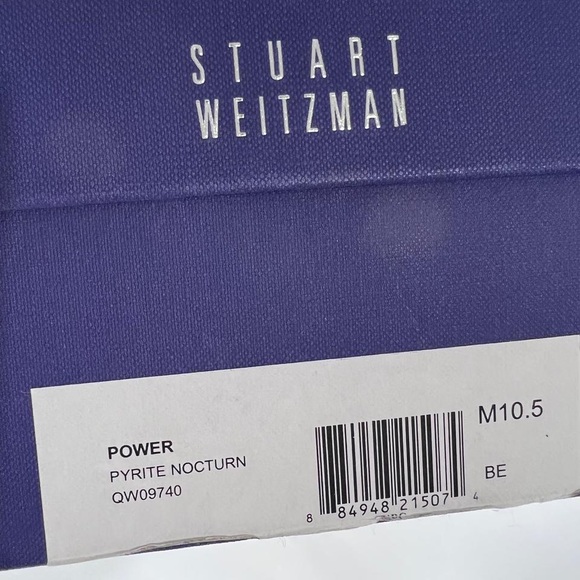 STUART
WEITZMAN
POWER
PYRITE NOCTURN
QW09740
M10.5
BE
8 84948 21507 4